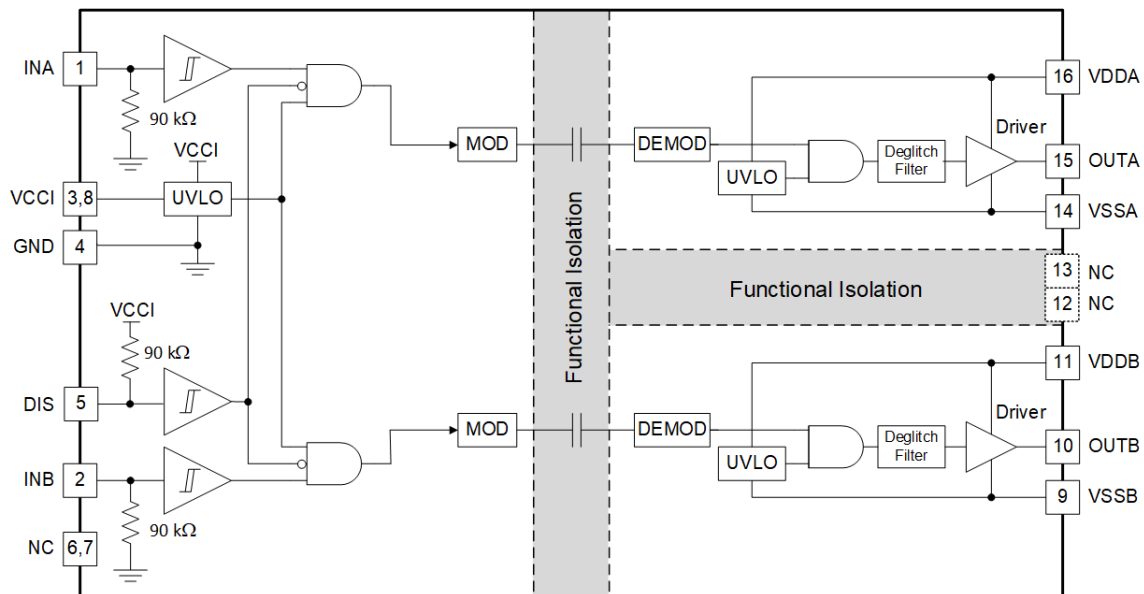 INA
1
90 kΩ
VCCI
VCCI
3,8
UVLO
GND
4
VCCI
90 kΩ
DIS
5
INB
2
90 kΩ
NC
6,7
MOD
MOD
Functional Isolation
DEMOD
UVLO
Deglitch
Filter
Driver
16
VDDA
15
OUTA
14
VSSA
Functional Isolation
13
NC
12
NC
DEMOD
UVLO
Deglitch
Filter
Driver
11
VDDB
10
OUTB
9
VSSB